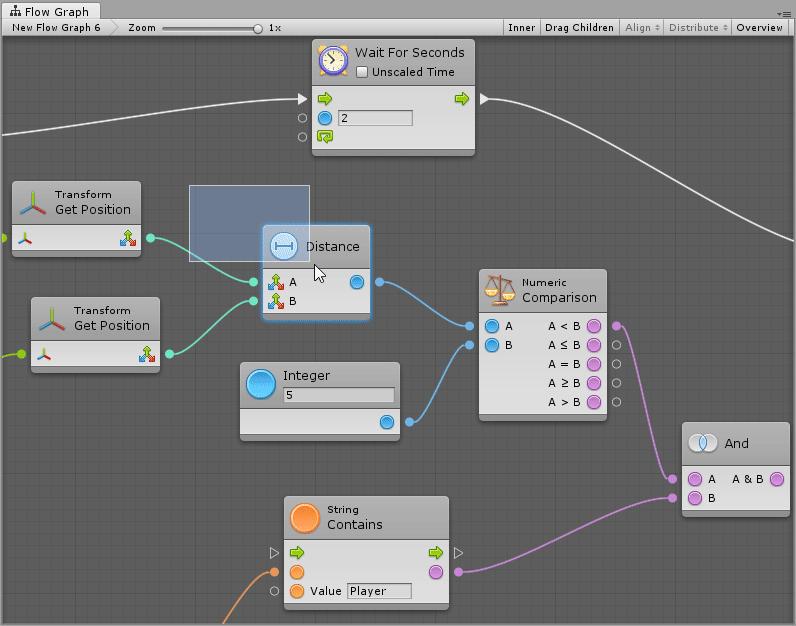 Flow Graph
New Flow Graph 6
Zoom
1x
Inner
Drag Children
Align
Distribute
Overview
Wait For Seconds
Unscaled Time
2
Transform
Get Position
Distance
A
B
Transform
Get Position
Numeric
Comparison
A A < B
B A ≤ B
A = B
A ≥ B
A > B
Integer
5
And
A A & B
B
String
Contains
Value Player